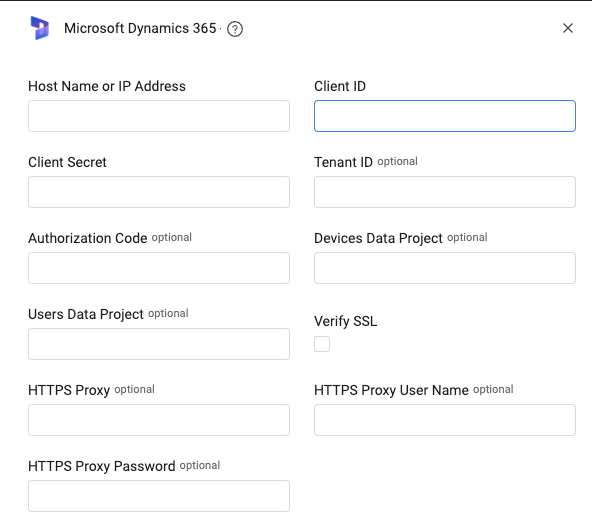 Microsoft Dynamics 365 · ?
Host Name or IP Address
Client ID
Client Secret
Tenant ID optional
Authorization Code optional
Devices Data Project optional
Users Data Project optional
Verify SSL
HTTPS Proxy optional
HTTPS Proxy User Name optional
HTTPS Proxy Password optional